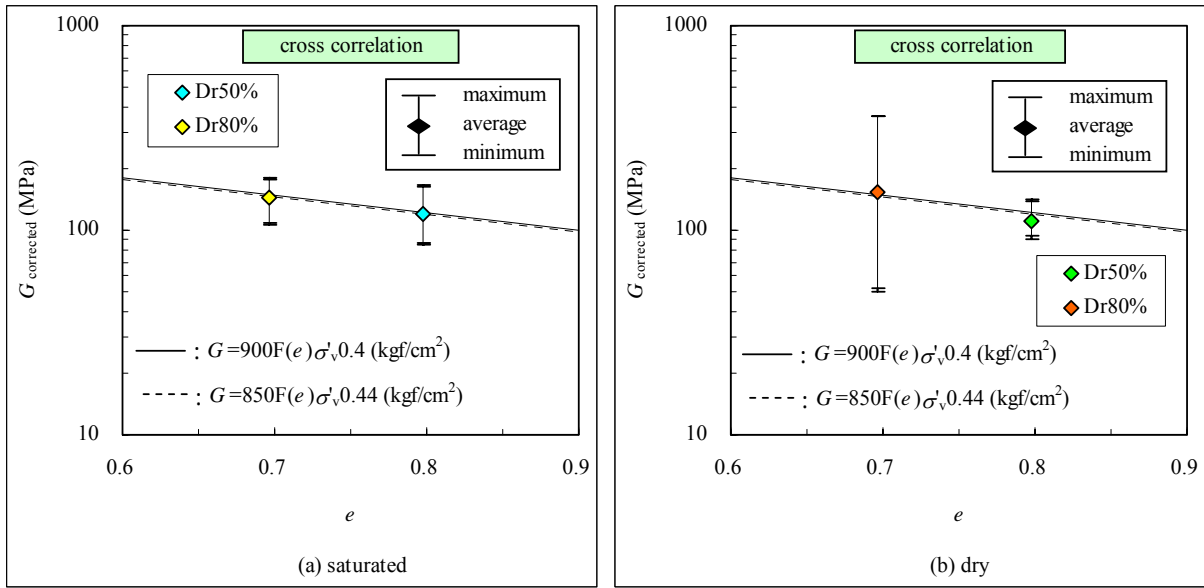 1000
cross correlation
Dr50%
Dr80%
maximum
average
minimum
100
G corrected (MPa)
: G=900F(e)σ'v0.4 (kgf/cm²)
: G=850F(e)σ'v0.44 (kgf/cm²)
10
0.6 0.7 0.8 0.9
e
(a) saturated
1000
cross correlation
maximum
average
minimum
100
G corrected (MPa)
Dr50%
Dr80%
: G=900F(e)σ'v0.4 (kgf/cm²)
: G=850F(e)σ'v0.44 (kgf/cm²)
10
0.6 0.7 0.8 0.9
e
(b) dry